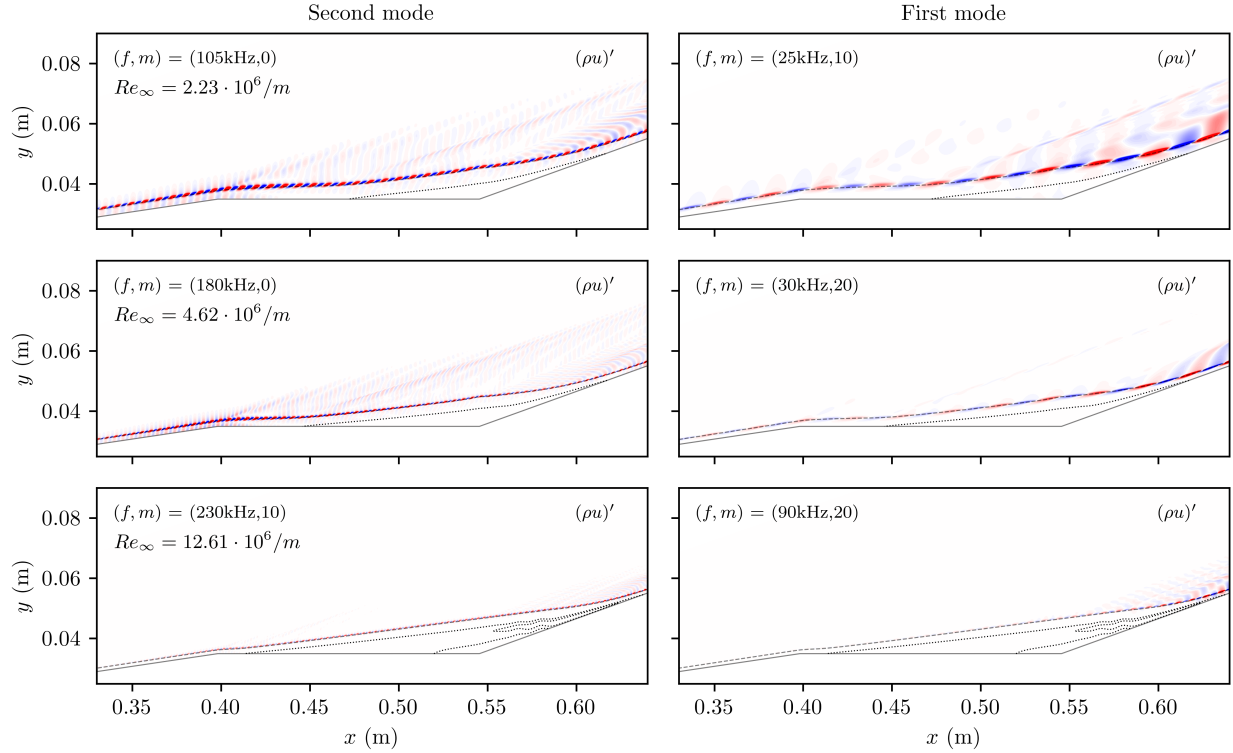 Second mode
First mode
(f, m) = (105kHz,0)
(ρu)′
Re∞ = 2.23 · 10⁶/m
(f, m) = (25kHz,10)
(ρu)′
0.08
0.06
0.04
y (m)
(f, m) = (180kHz,0)
(ρu)′
Re∞ = 4.62 · 10⁶/m
(f, m) = (30kHz,20)
(ρu)′
0.08
0.06
0.04
y (m)
(f, m) = (230kHz,10)
(ρu)′
Re∞ = 12.61 · 10⁶/m
(f, m) = (90kHz,20)
(ρu)′
0.08
0.06
0.04
y (m)
0.35 0.40 0.45 0.50 0.55 0.60
x (m)
0.35 0.40 0.45 0.50 0.55 0.60
x (m)